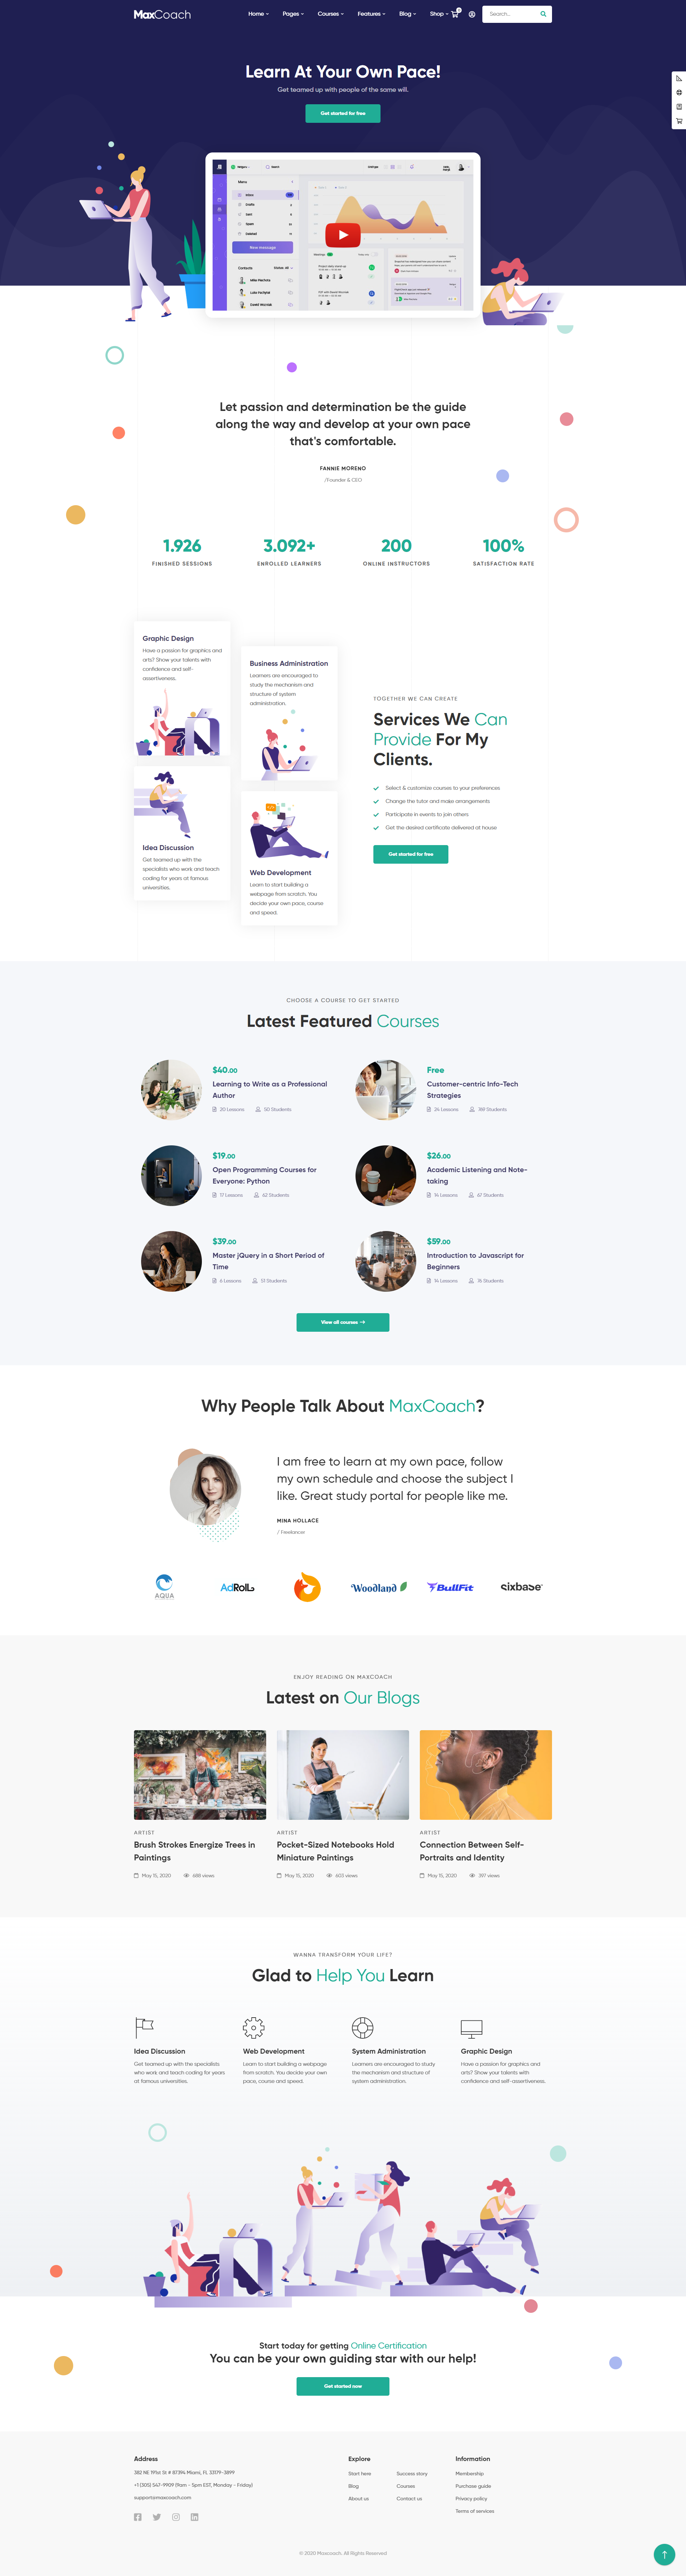 MaxCoach
Home Pages Courses Features Blog Shop
0
Search...
Learn At Your Own Pace!
Get teamed up with people of the same will.
Get started for free
Menu
Inbox
Drafts
Sent
Spam
Deleted
New message
Contacts
Let passion and determination be the guide
along the way and develop at your own pace
that's comfortable.
FANNIE MORENO
/Founder & CEO
1.926
FINISHED SESSIONS
3.092+
ENROLLED LEARNERS
200
ONLINE INSTRUCTORS
100%
SATISFACTION RATE
Graphic Design
Have a passion for graphics and
arts? Show your talents with
confidence and self-
assertiveness.
Idea Discussion
Get teamed up with the
specialists who work and teach
coding for years at famous
universities.
Business Administration
Learners are encouraged to
study the mechanism and
structure of system
administration.
Web Development
Learn to start building a
webpage from scratch. You
decide your own pace, course
and speed.
TOGETHER WE CAN CREATE
Services We Can
Provide For My
Clients.
Select & customize courses to your preferences
Change the tutor and make arrangements
Participate in events to join others
Get the desired certificate delivered at house
Get started for free
CHOOSE A COURSE TO GET STARTED
Latest Featured Courses
$40.00
Learning to Write as a Professional
Author
20 Lessons 50 Students
Free
Customer-centric Info-Tech
Strategies
24 Lessons 769 Students
$19.00
Open Programming Courses for
Everyone: Python
17 Lessons 62 Students
$26.00
Academic Listening and Note-
taking
14 Lessons 67 Students
$39.00
Master jQuery in a Short Period of
Time
6 Lessons 51 Students
$59.00
Introduction to Javascript for
Beginners
14 Lessons 76 Students
View all courses →
Why People Talk About MaxCoach?
I am free to learn at my own pace, follow
my own schedule and choose the subject I
like. Great study portal for people like me.
MINA HOLLACE
/ Freelancer
AQUA
AdRoll
Woodland
BullFit
sixbase
ENJOY READING ON MAXCOACH
Latest on Our Blogs
ARTIST
Brush Strokes Energize Trees in
Paintings
May 15, 2020 688 views
ARTIST
Pocket-Sized Notebooks Hold
Miniature Paintings
May 15, 2020 603 views
ARTIST
Connection Between Self-
Portraits and Identity
May 15, 2020 397 views
WANNA TRANSFORM YOUR LIFE?
Glad to Help You Learn
Idea Discussion
Get teamed up with the specialists
who work and teach coding for years
at famous universities.
Web Development
Learn to start building a webpage
from scratch. You decide your own
pace, course and speed.
System Administration
Learners are encouraged to study
the mechanism and structure of
system administration.
Graphic Design
Have a passion for graphics and
arts? Show your talents with
confidence and self-assertiveness.
Start today for getting Online Certification
You can be your own guiding star with our help!
Get started now
Address
382 NE 191st St # 87394 Miami, FL 33179-3899
+1 (305) 547-9909 (9am - 5pm EST, Monday - Friday)
support@maxcoach.com
Explore
Start here
Blog
About us
Success story
Courses
Contact us
Information
Membership
Purchase guide
Privacy policy
Terms of services
© 2020 Maxcoach. All Rights Reserved